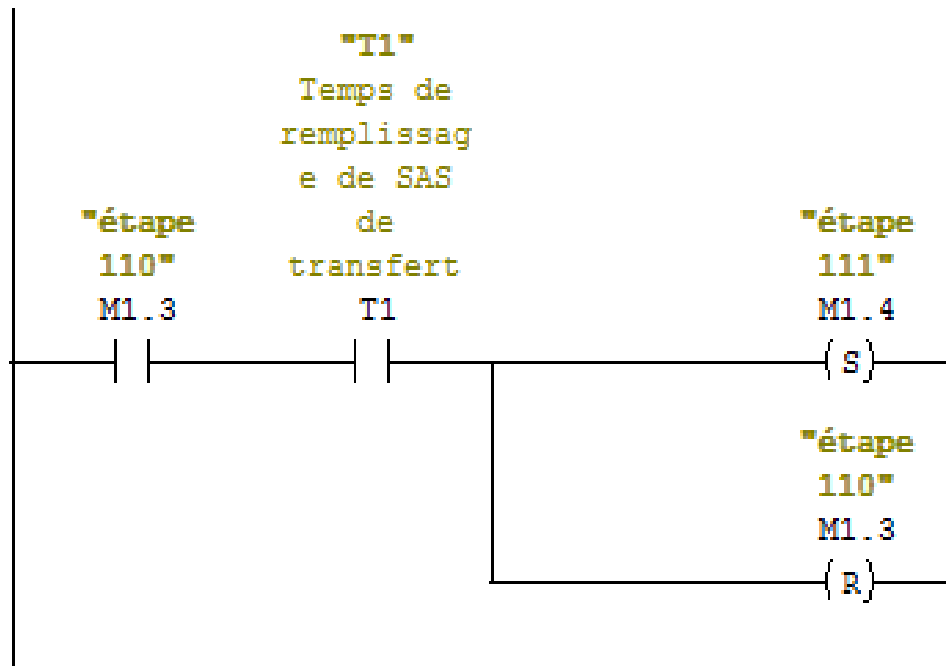 "T1"
Temps de
remplissag
e de SAS
de
transfert
T1
"étape
110"
M1.3
"étape
111"
M1.4
S
"étape
110"
M1.3
R